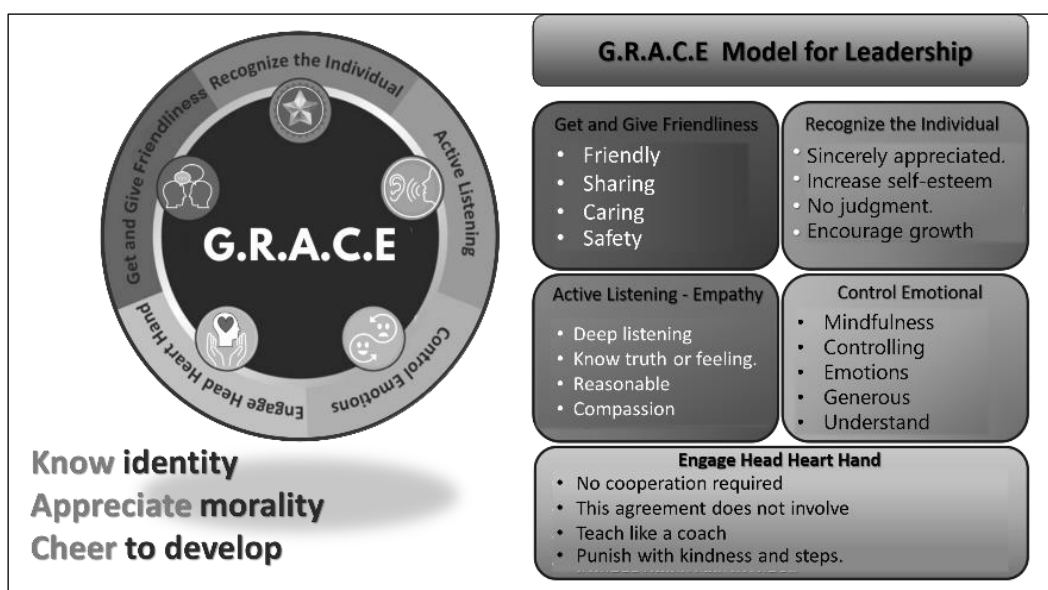 Get and Give Friendliness
Recognize the Individual
Active Listening
Control Emotions
Engage Head Heart Hand
G.R.A.C.E
Know identity
Appreciate morality
Cheer to develop
G.R.A.C.E Model for Leadership
Get and Give Friendliness
• Friendly
• Sharing
• Caring
• Safety
Recognize the Individual
• Sincerely appreciated.
• Increase self-esteem
• No judgment.
• Encourage growth
Active Listening - Empathy
• Deep listening
• Know truth or feeling.
• Reasonable
• Compassion
Control Emotional
• Mindfulness
• Controlling
• Emotions
• Generous
• Understand
Engage Head Heart Hand
• No cooperation required
• This agreement does not involve
• Teach like a coach
• Punish with kindness and steps.